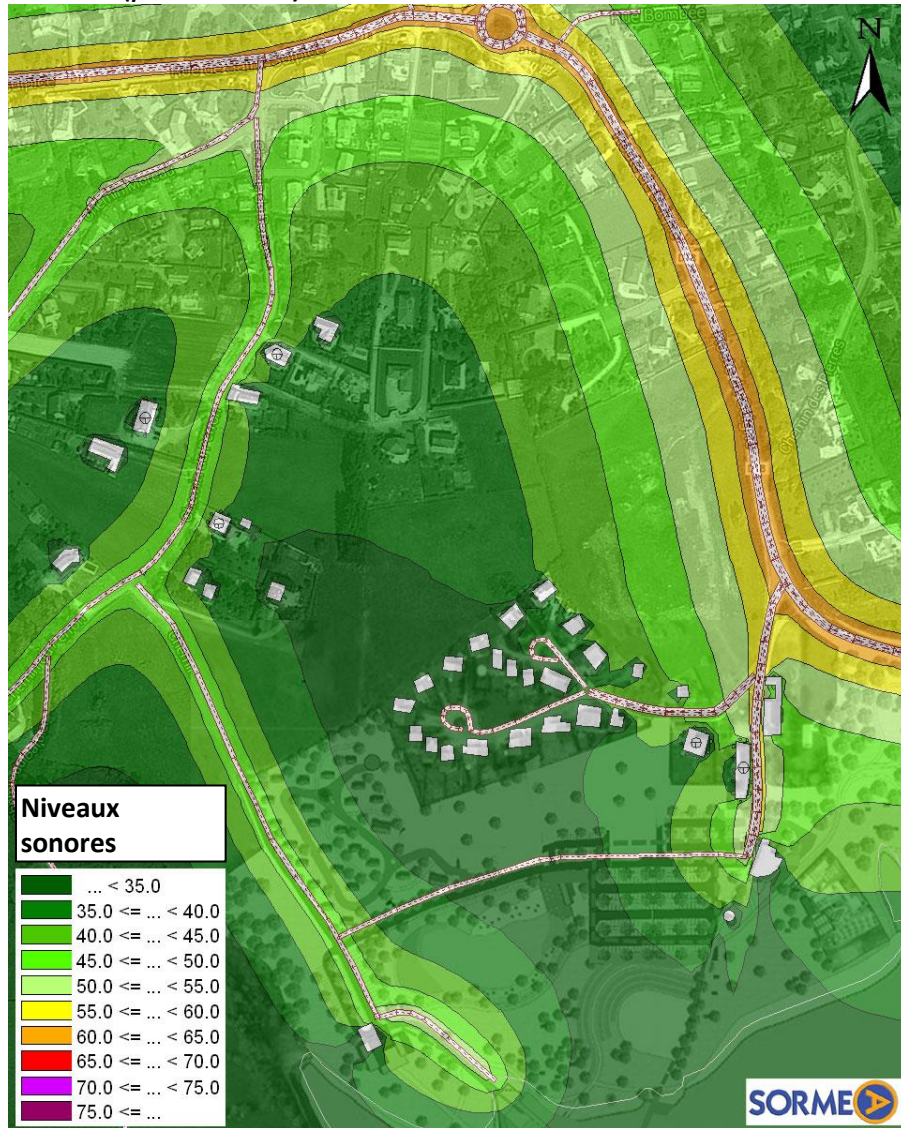 N
Niveaux
sonores
... < 35.0
35.0 <= ... < 40.0
40.0 <= ... < 45.0
45.0 <= ... < 50.0
50.0 <= ... < 55.0
55.0 <= ... < 60.0
60.0 <= ... < 65.0
65.0 <= ... < 70.0
70.0 <= ... < 75.0
75.0 <= ...
SORMEA